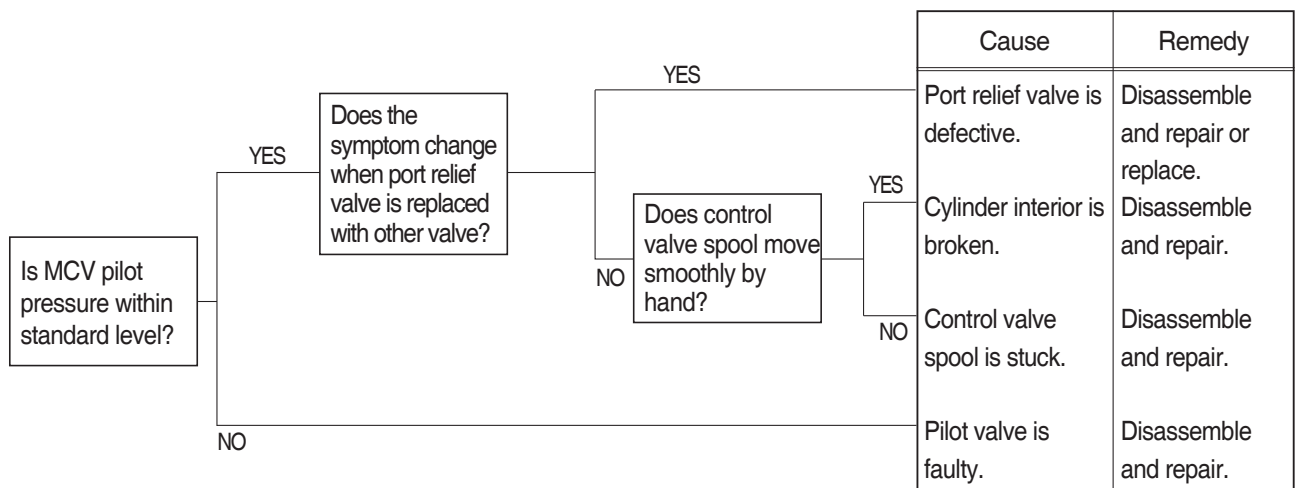 Cause
Remedy
YES
Port relief valve is
defective.
Disassemble
and repair or
replace.
Does the
symptom change
when port relief
valve is replaced
with other valve?
YES
YES
Does control
valve spool move
smoothly by
hand?
NO
Cylinder interior is
broken.
Disassemble
and repair.
Is MCV pilot
pressure within
standard level?
NO
Control valve
spool is stuck.
Disassemble
and repair.
NO
Pilot valve is
faulty.
Disassemble
and repair.